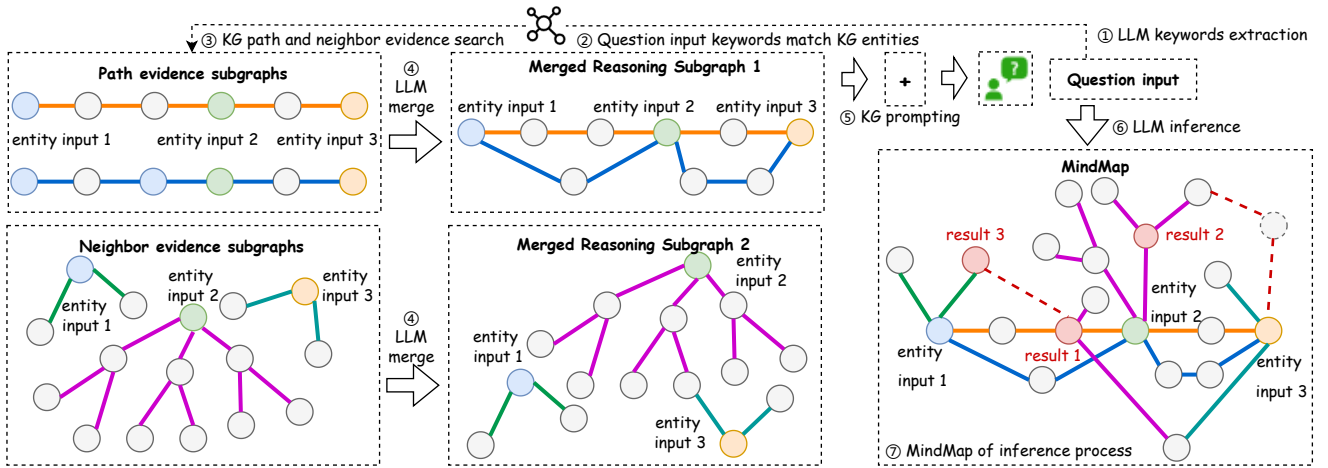 ③ KG path and neighbor evidence search
② Question input keywords match KG entities
① LLM keywords extraction
Path evidence subgraphs
entity input 1
entity input 2
entity input 3
④
LLM
merge
Merged Reasoning Subgraph 1
entity input 1
entity input 2
entity input 3
+
?
⑤ KG prompting
Question input
⑥ LLM inference
Neighbor evidence subgraphs
entity
input 1
entity
input 2
entity
input 3
④
LLM
merge
Merged Reasoning Subgraph 2
entity
input 1
entity
input 2
entity
input 3
MindMap
result 3
result 2
entity
input 2
result 1
entity
input 1
entity
input 3
⑦ MindMap of inference process